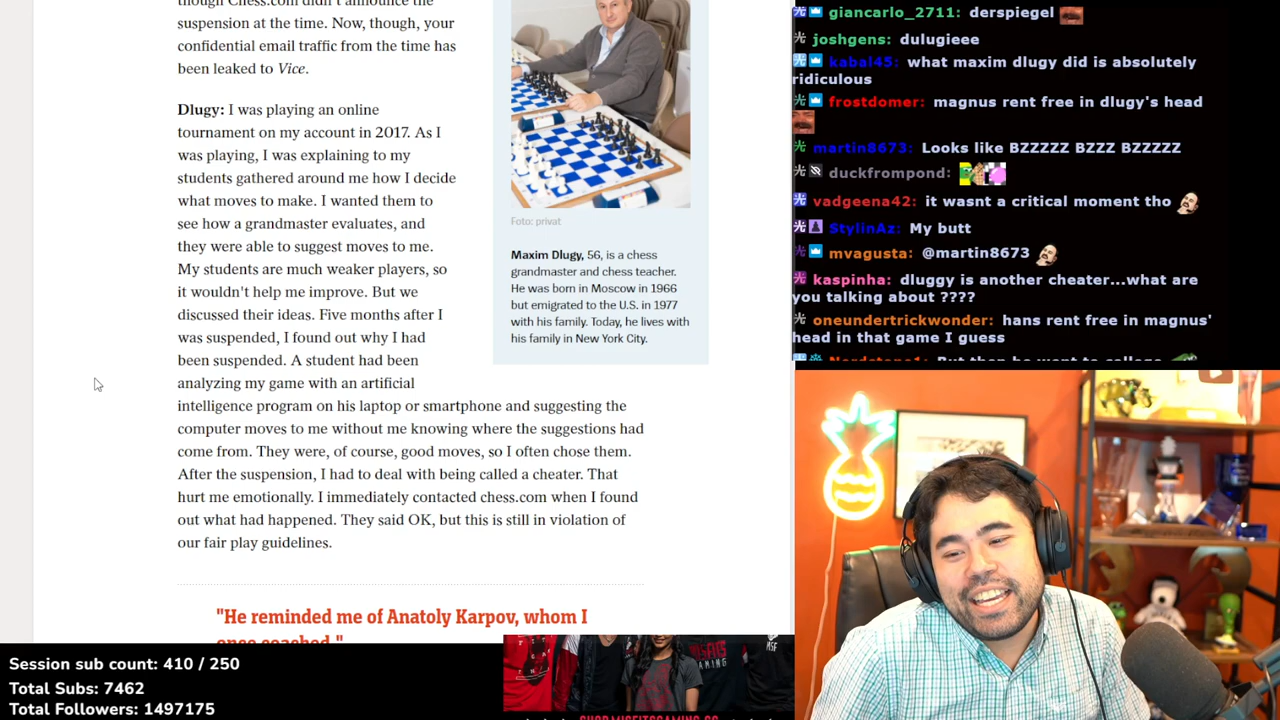 though Chess.com didn't announce the
suspension at the time. Now, though, your
confidential email traffic from the time has
been leaked to Vice.
Dlugy: I was playing an online
tournament on my account in 2017. As I
was playing, I was explaining to my
students gathered around me how I decide
what moves to make. I wanted them to
see how a grandmaster evaluates, and
they were able to suggest moves to me.
My students are much weaker players, so
it wouldn't help me improve. But we
discussed their ideas. Five months after I
was suspended, I found out why I had
been suspended. A student had been
analyzing my game with an artificial
intelligence program on his laptop or smartphone and suggesting the
computer moves to me without me knowing where the suggestions had
come from. They were, of course, good moves, so I often chose them.
After the suspension, I had to deal with being called a cheater. That
hurt me emotionally. I immediately contacted chess.com when I found
out what had happened. They said OK, but this is still in violation of
our fair play guidelines.
"He reminded me of Anatoly Karpov, whom I
once coached."
Foto: privat
Maxim Dlugy, 56, is a chess
grandmaster and chess teacher.
He was born in Moscow in 1966
but emigrated to the U.S. in 1977
with his family. Today, he lives with
his family in New York City.
giancarlo_2711: derspiegel
joshgens: dulugieee
kabal45: what maxim dlugy did is absolutely
ridiculous
frostdomer: magnus rent free in dlugy's head
martin8673: Looks like BZZZZZ BZZZ BZZZZZ
duckfrompond:
vadgeena42: it wasnt a critical moment tho
StylinAz: My butt
mvagusta: @martin8673
kaspinha: dluggy is another cheater...what are
you talking about ????
oneundertrickwonder: hans rent free in magnus'
head in that game I guess
Session sub count: 410 / 250
Total Subs: 7462
Total Followers: 1497175